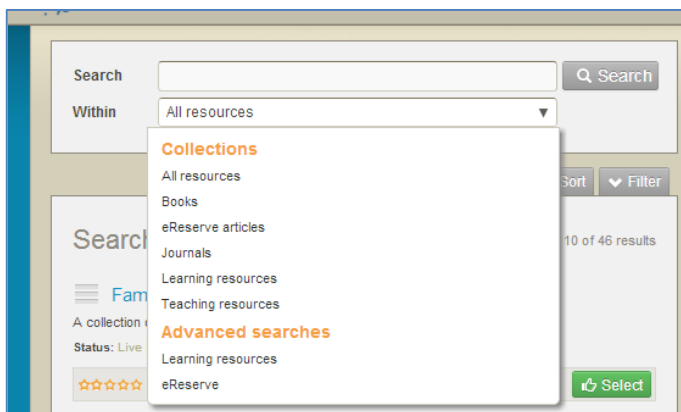 Search
Search
Within All resources
Collections
All resources
Books
eReserve articles
Journals
Learning resources
Teaching resources
Advanced searches
Learning resources
eReserve
Sort Filter
Search
10 of 46 results
Fam
A collection
Status: Live
Select